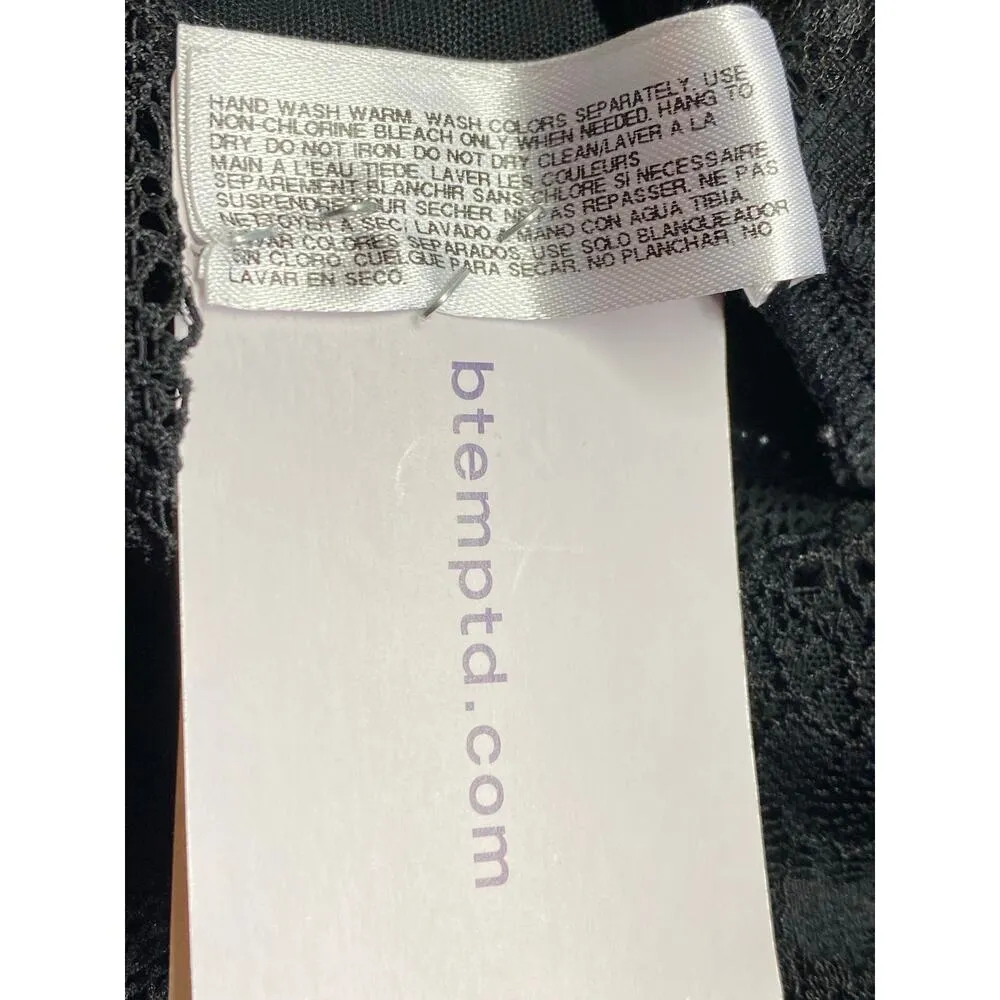 HAND WASH WARM. WASH COLORS SEPARATELY. USE
NON-CHLORINE BLEACH ONLY WHEN NEEDED. HANG TO
DRY. DO NOT IRON. DO NOT DRY CLEAN/LAVER A LA
MAIN A L'EAU TIEDE. LAVER LES COULEURS
SEPAREMENT. BLANCHIR SANS CHLORE SI NECESSAIRE
SUSPENDRE POUR SECHER. NE PAS REPASSER. NE PAS
NETTOYER A SEC/ LAVADO A MANO CON AGUA TIBIA.
LAVAR COLORES SEPARADOS. USE SOLO BLANQUEADOR
SIN CLORO. CUELGUE PARA SECAR. NO PLANCHAR. NO
LAVAR EN SECO.
btemptd.com